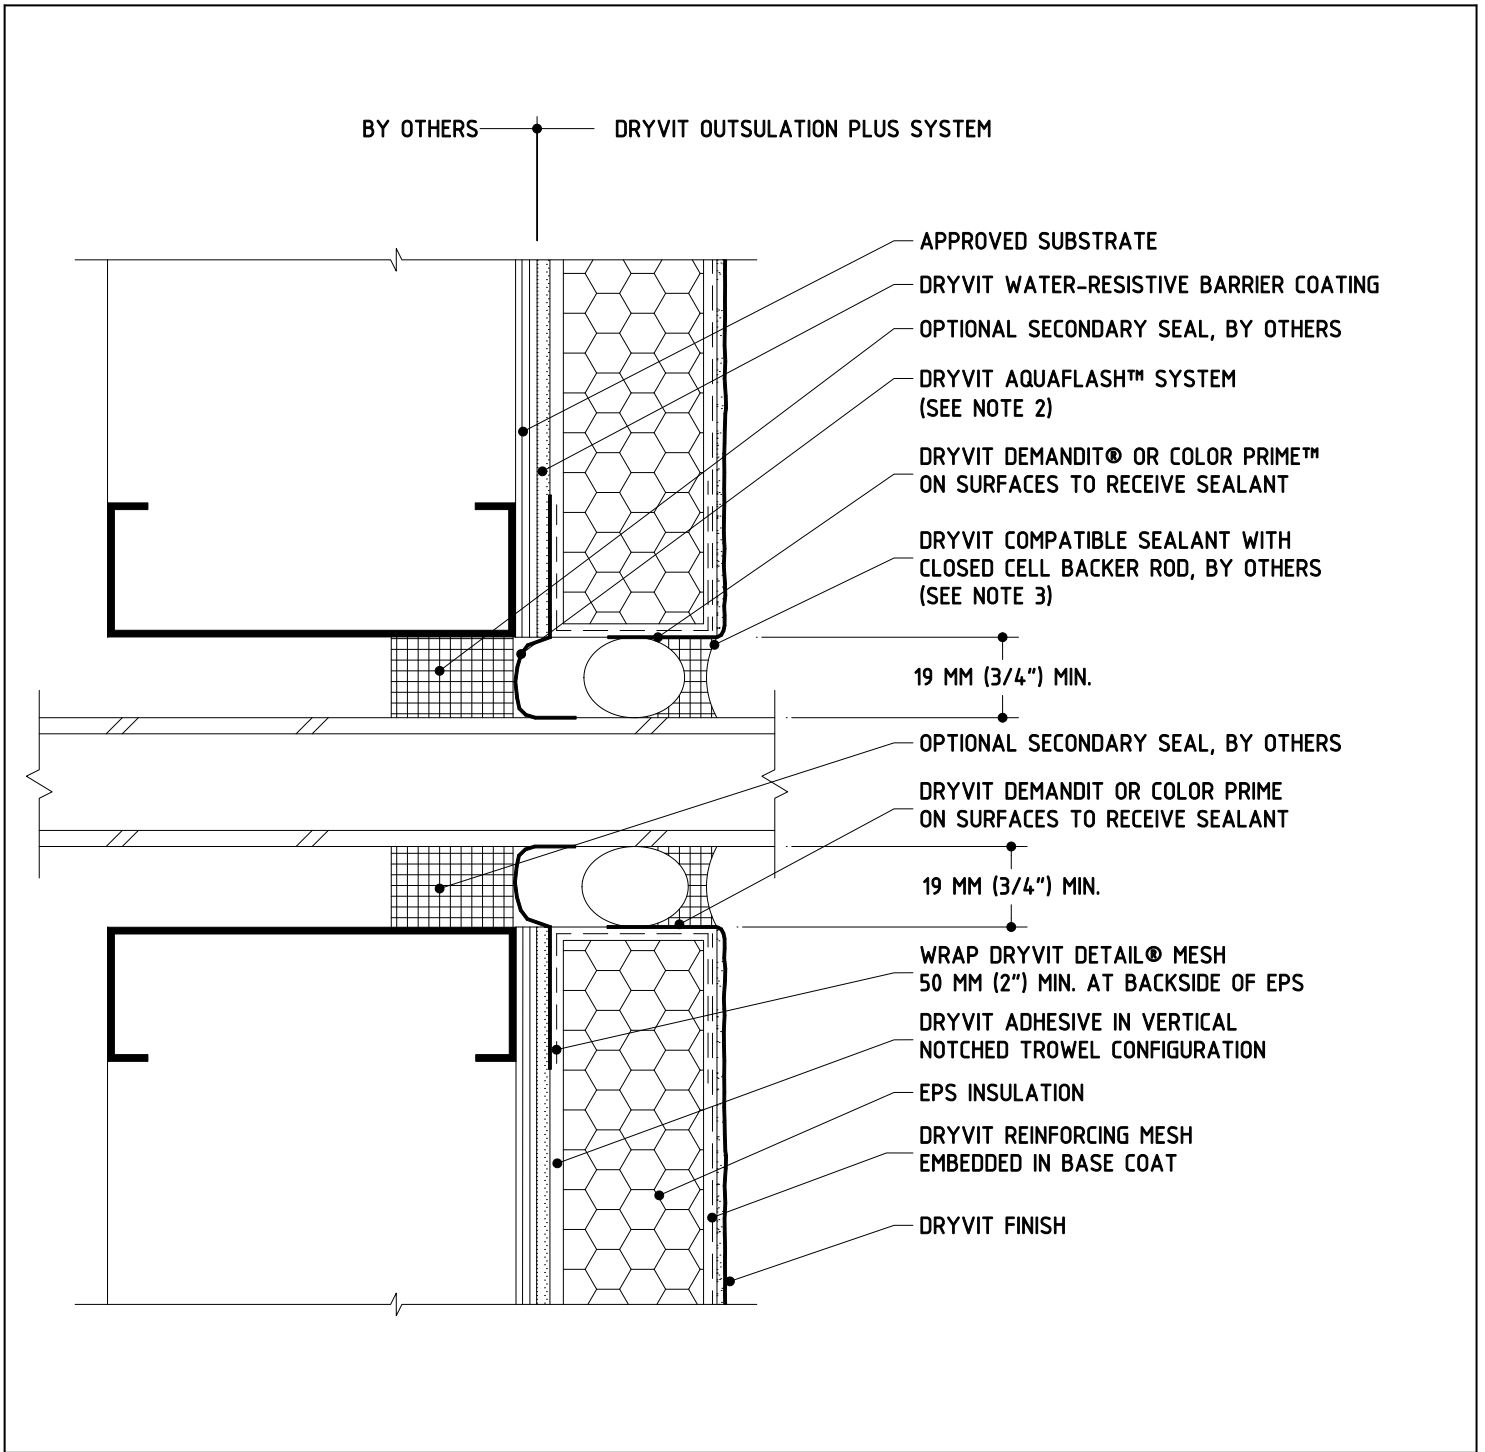 BY OTHERS
DRYVIT OUTSULATION PLUS SYSTEM
APPROVED SUBSTRATE
DRYVIT WATER-RESISTIVE BARRIER COATING
OPTIONAL SECONDARY SEAL, BY OTHERS
DRYVIT AQUAFLASH™ SYSTEM
(SEE NOTE 2)
DRYVIT DEMANDIT® OR COLOR PRIME™
ON SURFACES TO RECEIVE SEALANT
DRYVIT COMPATIBLE SEALANT WITH
CLOSED CELL BACKER ROD, BY OTHERS
(SEE NOTE 3)
19 MM (3/4") MIN.
OPTIONAL SECONDARY SEAL, BY OTHERS
DRYVIT DEMANDIT OR COLOR PRIME
ON SURFACES TO RECEIVE SEALANT
19 MM (3/4") MIN.
WRAP DRYVIT DETAIL® MESH
50 MM (2") MIN. AT BACKSIDE OF EPS
DRYVIT ADHESIVE IN VERTICAL
NOTCHED TROWEL CONFIGURATION
EPS INSULATION
DRYVIT REINFORCING MESH
EMBEDDED IN BASE COAT
DRYVIT FINISH